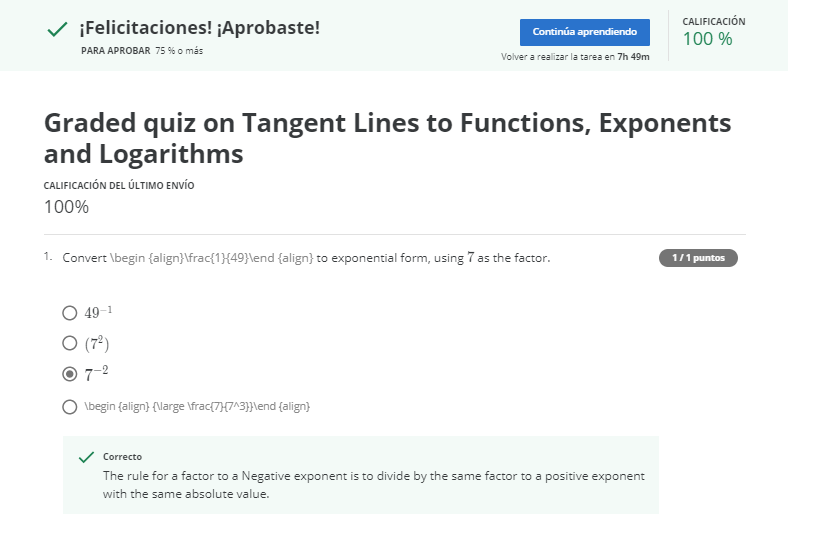 ¡Felicitaciones! ¡Aprobaste!
PARA APROBAR 75 % o más
Continúa aprendiendo
Volver a realizar la tarea en 7h 49m
CALIFICACIÓN
100 %
Graded quiz on Tangent Lines to Functions, Exponents
and Logarithms
CALIFICACIÓN DEL ÚLTIMO ENVÍO
100%
1. Convert \begin {align}\frac{1}{49}\end {align} to exponential form, using 7 as the factor.
1 / 1 puntos
49⁻¹
(7²)
7⁻²
\begin {align} {\large \frac{7}{7^3}}\end {align}
Correcto
The rule for a factor to a Negative exponent is to divide by the same factor to a positive exponent
with the same absolute value.